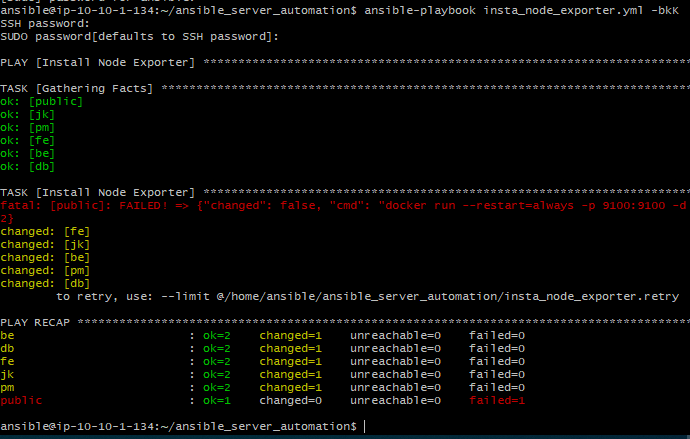 ansible@ip-10-10-1-134:~/ansible_server_automation$ ansible-playbook insta_node_exporter.yml -bkK
SSH password:
SUDO password[defaults to SSH password]:
PLAY [Install Node Exporter] **********************************************************************
TASK [Gathering Facts] ****************************************************************************
ok: [public]
ok: [jk]
ok: [pm]
ok: [fe]
ok: [be]
ok: [db]
TASK [Install Node Exporter] **********************************************************************
fatal: [public]: FAILED! => {"changed": false, "cmd": "docker run --restart=always -p 9100:9100 -d
2}
changed: [fe]
changed: [jk]
changed: [be]
changed: [pm]
changed: [db]
to retry, use: --limit @/home/ansible/ansible_server_automation/insta_node_exporter.retry
PLAY RECAP ****************************************************************************************
be : ok=2 changed=1 unreachable=0 failed=0
db : ok=2 changed=1 unreachable=0 failed=0
fe : ok=2 changed=1 unreachable=0 failed=0
jk : ok=2 changed=1 unreachable=0 failed=0
pm : ok=2 changed=1 unreachable=0 failed=0
public : ok=1 changed=0 unreachable=0 failed=1
ansible@ip-10-10-1-134:~/ansible_server_automation$